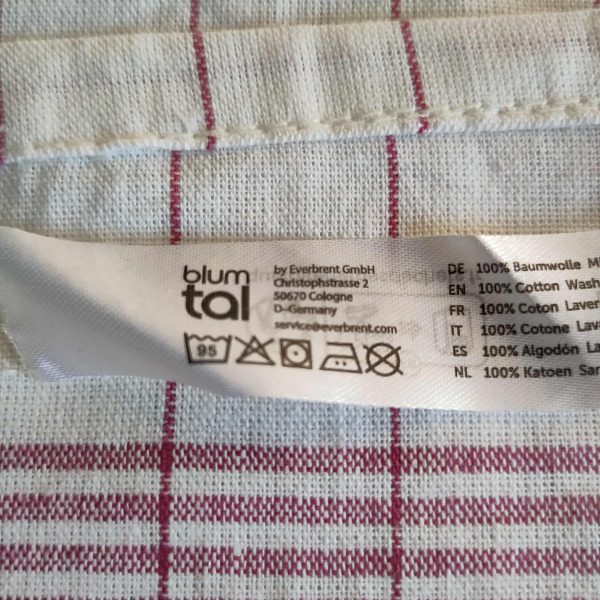 blum
tal
by Everbrent GmbH
Christophstrasse 2
50670 Cologne
D-Germany
service@everbrent.com
95
DE 100% Baumwolle
EN 100% Cotton Wash
FR 100% Coton
IT 100% Cotone
ES 100% Algodón
NL 100% Katoen